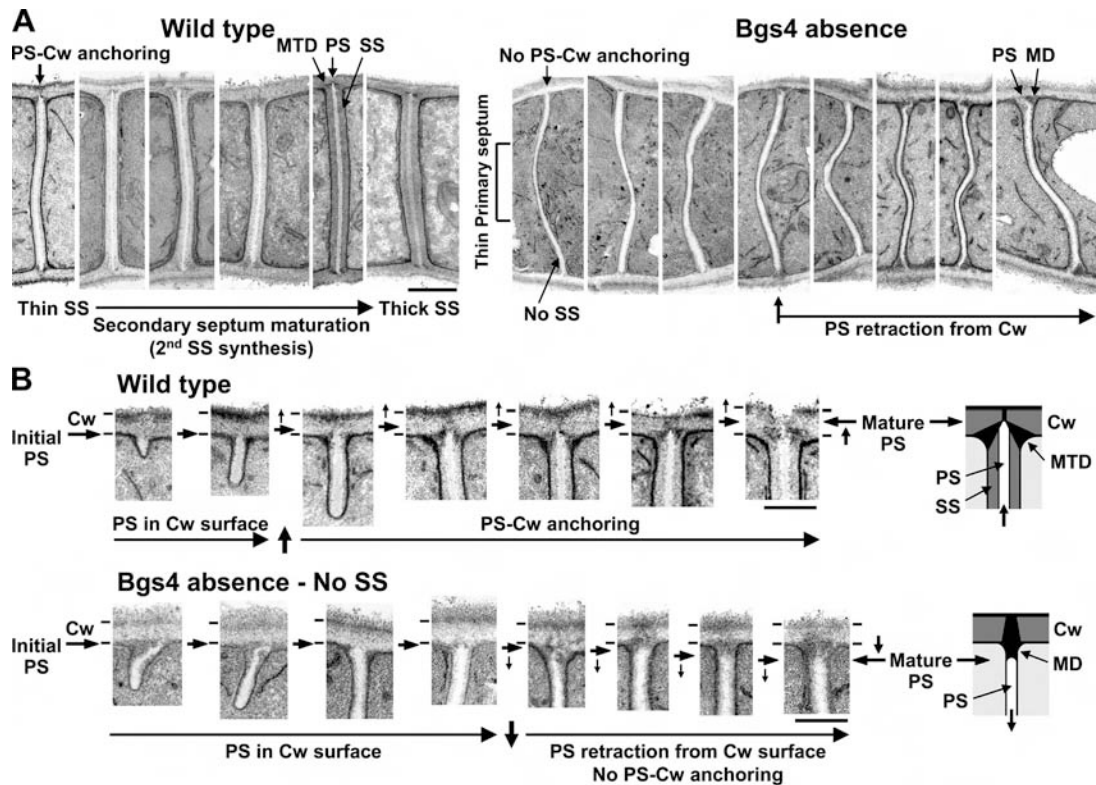 A
Wild type
Bgs4 absence
PS-Cw anchoring
MTD PS SS
No PS-Cw anchoring
PS MD
Thin Primary septum
No SS
Thin SS
Thick SS
Secondary septum maturation
(2nd SS synthesis)
PS retraction from Cw
B
Wild type
Cw
Initial
PS
Mature
PS
Cw
MTD
PS
SS
PS in Cw surface
PS-Cw anchoring
Bgs4 absence - No SS
Cw
Initial
PS
Mature
PS
Cw
MD
PS
PS in Cw surface
PS retraction from Cw surface
No PS-Cw anchoring